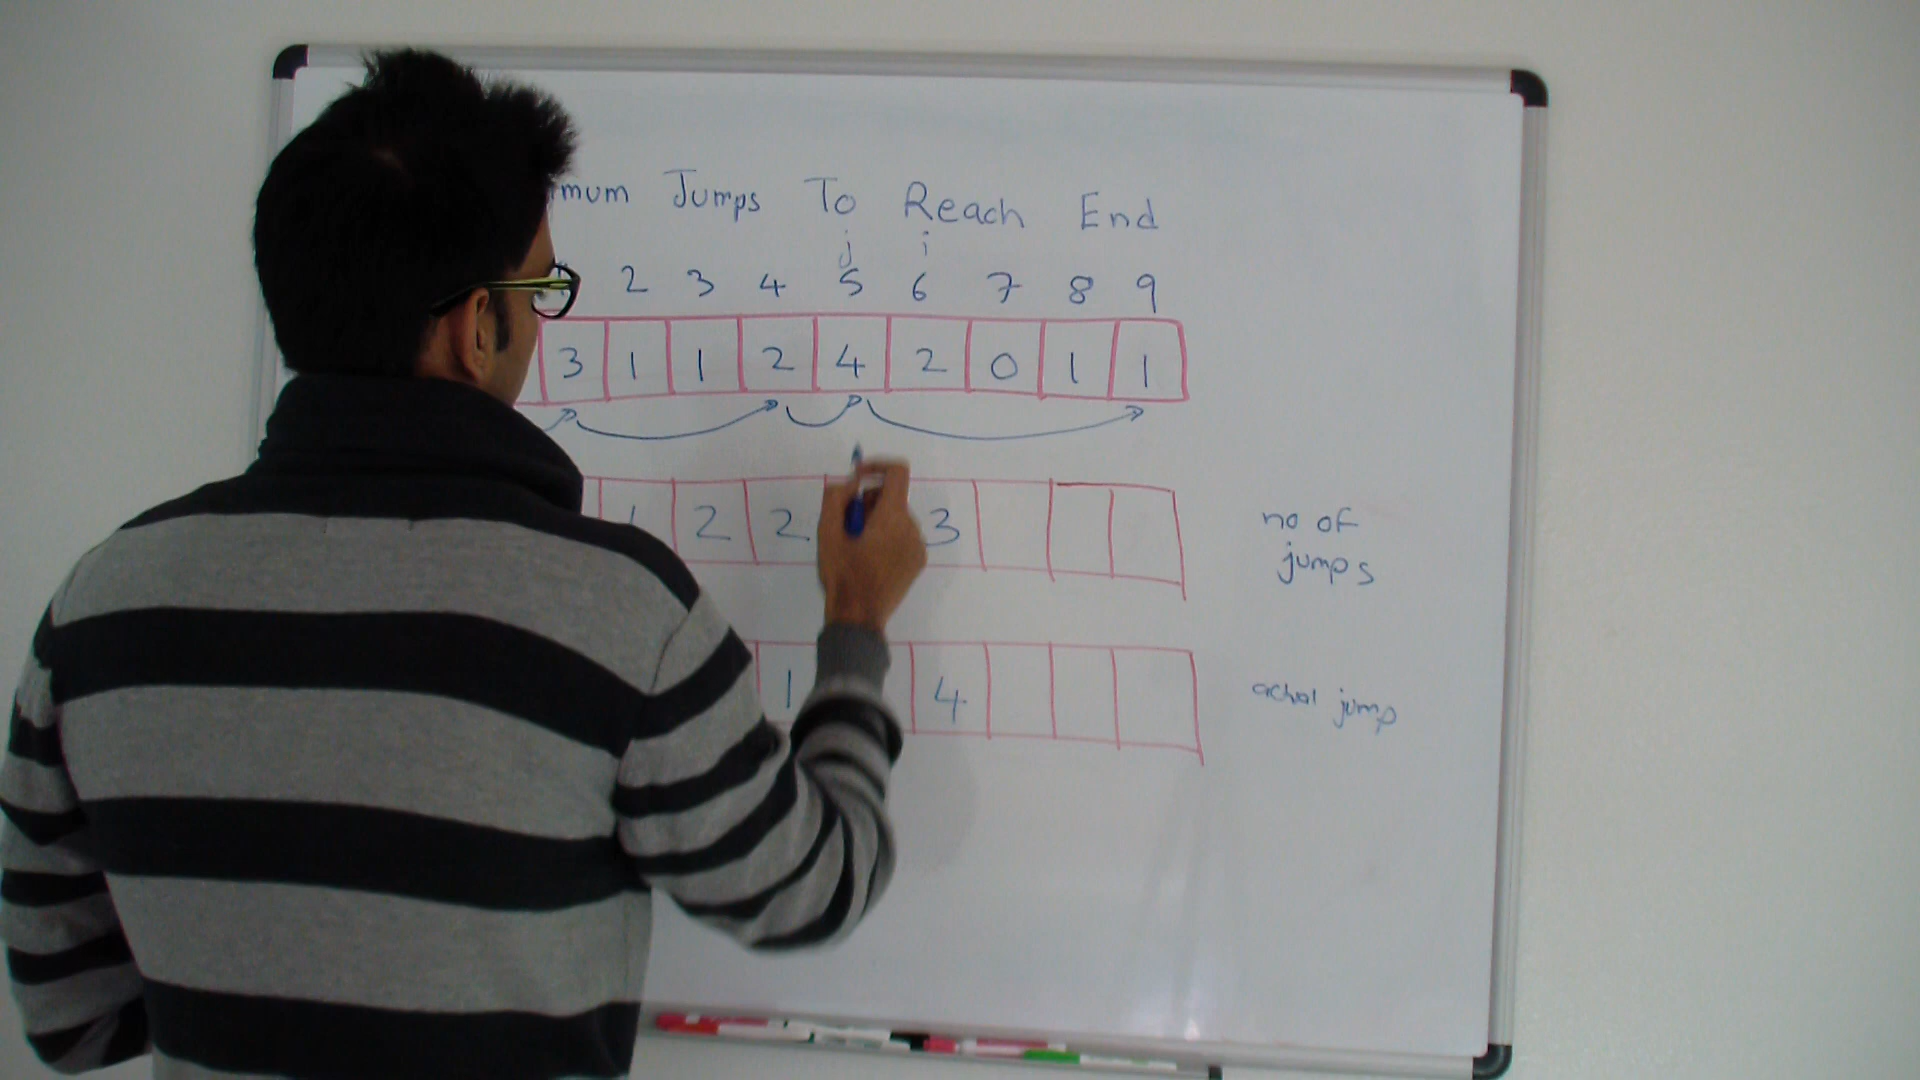 mum Jumps To Reach End
j i
2 3 4 5 6 7 8 9
3 1 1 2 4 2 0 1 1
1 2 2 3
no of
jumps
1 4
actual jump